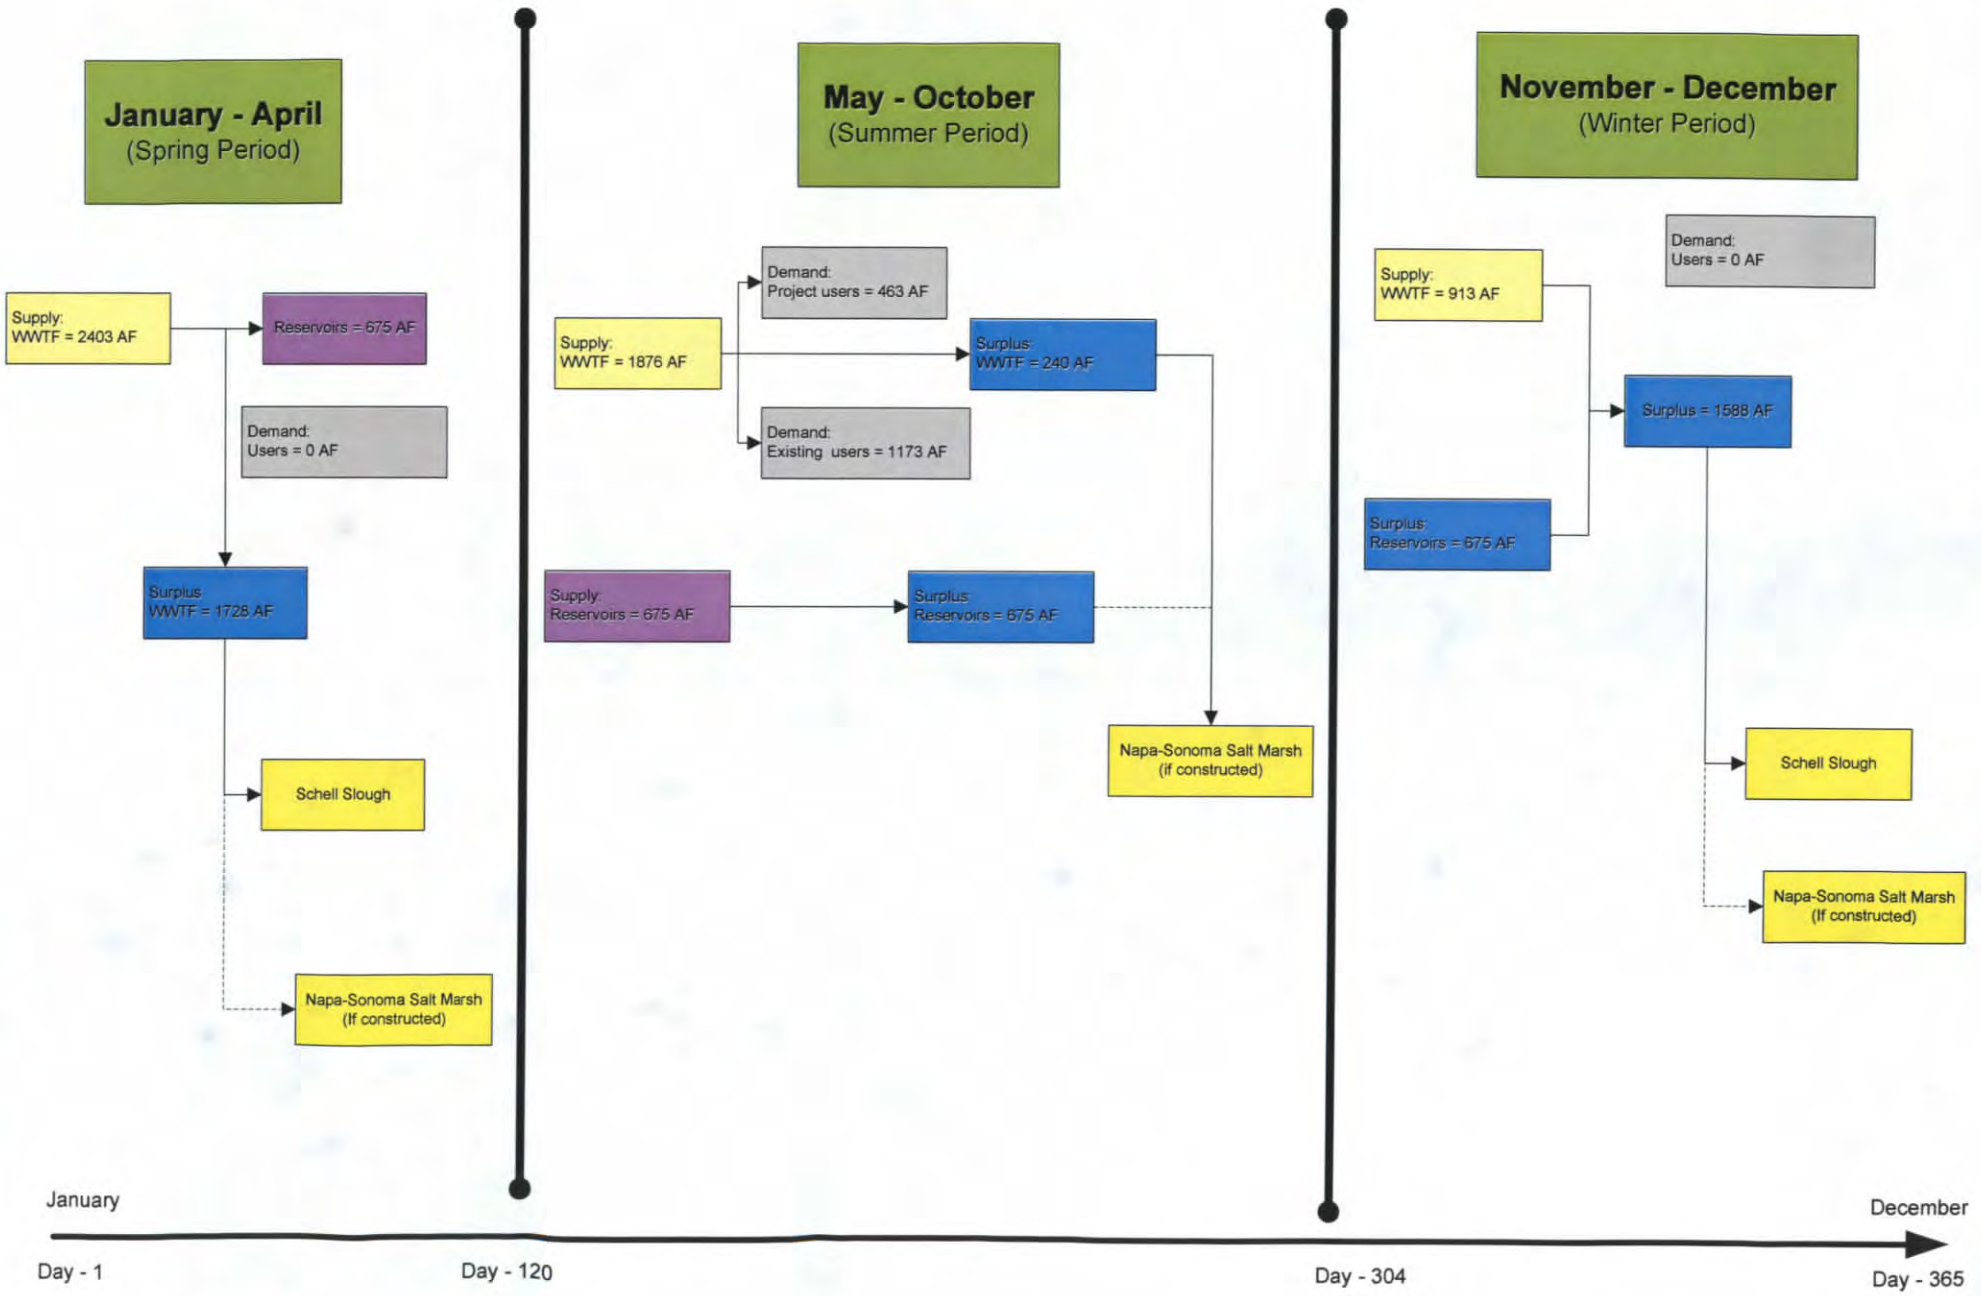 January - April
(Spring Period)
Supply:
WWTF = 2403 AF
Reservoirs = 675 AF
Demand:
Users = 0 AF
Surplus
WWTF = 1728 AF
Schell Slough
Napa-Sonoma Salt Marsh
(If constructed)
May - October
(Summer Period)
Demand:
Project users = 463 AF
Supply:
WWTF = 1876 AF
Surplus:
WWTF = 240 AF
Demand:
Existing users = 1173 AF
Supply:
Reservoirs = 675 AF
Surplus:
Reservoirs = 675 AF
Napa-Sonoma Salt Marsh
(if constructed)
November - December
(Winter Period)
Demand:
Users = 0 AF
Supply:
WWTF = 913 AF
Surplus = 1588 AF
Surplus:
Reservoirs = 675 AF
Schell Slough
Napa-Sonoma Salt Marsh
(If constructed)
January
December
Day - 1
Day - 120
Day - 304
Day - 365